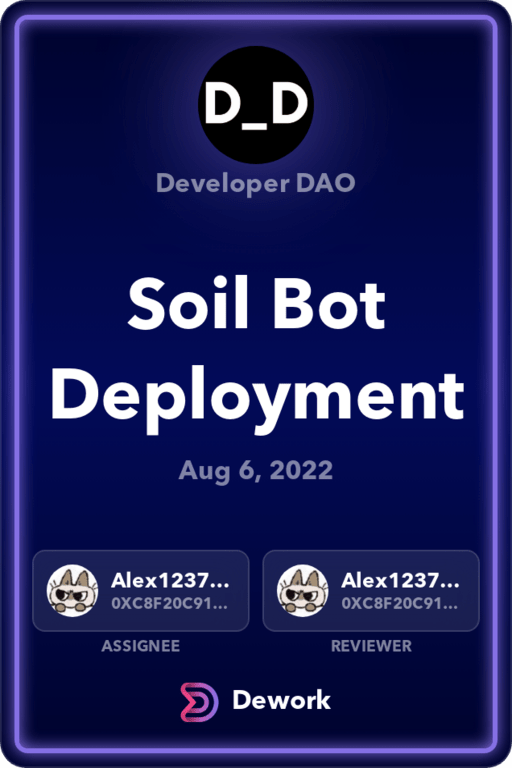 D_D
Developer DAO
Soil Bot
Deployment
Aug 6, 2022
Alex1237...
0XC8F20C91...
ASSIGNEE
Alex1237...
0XC8F20C91...
REVIEWER
Dework